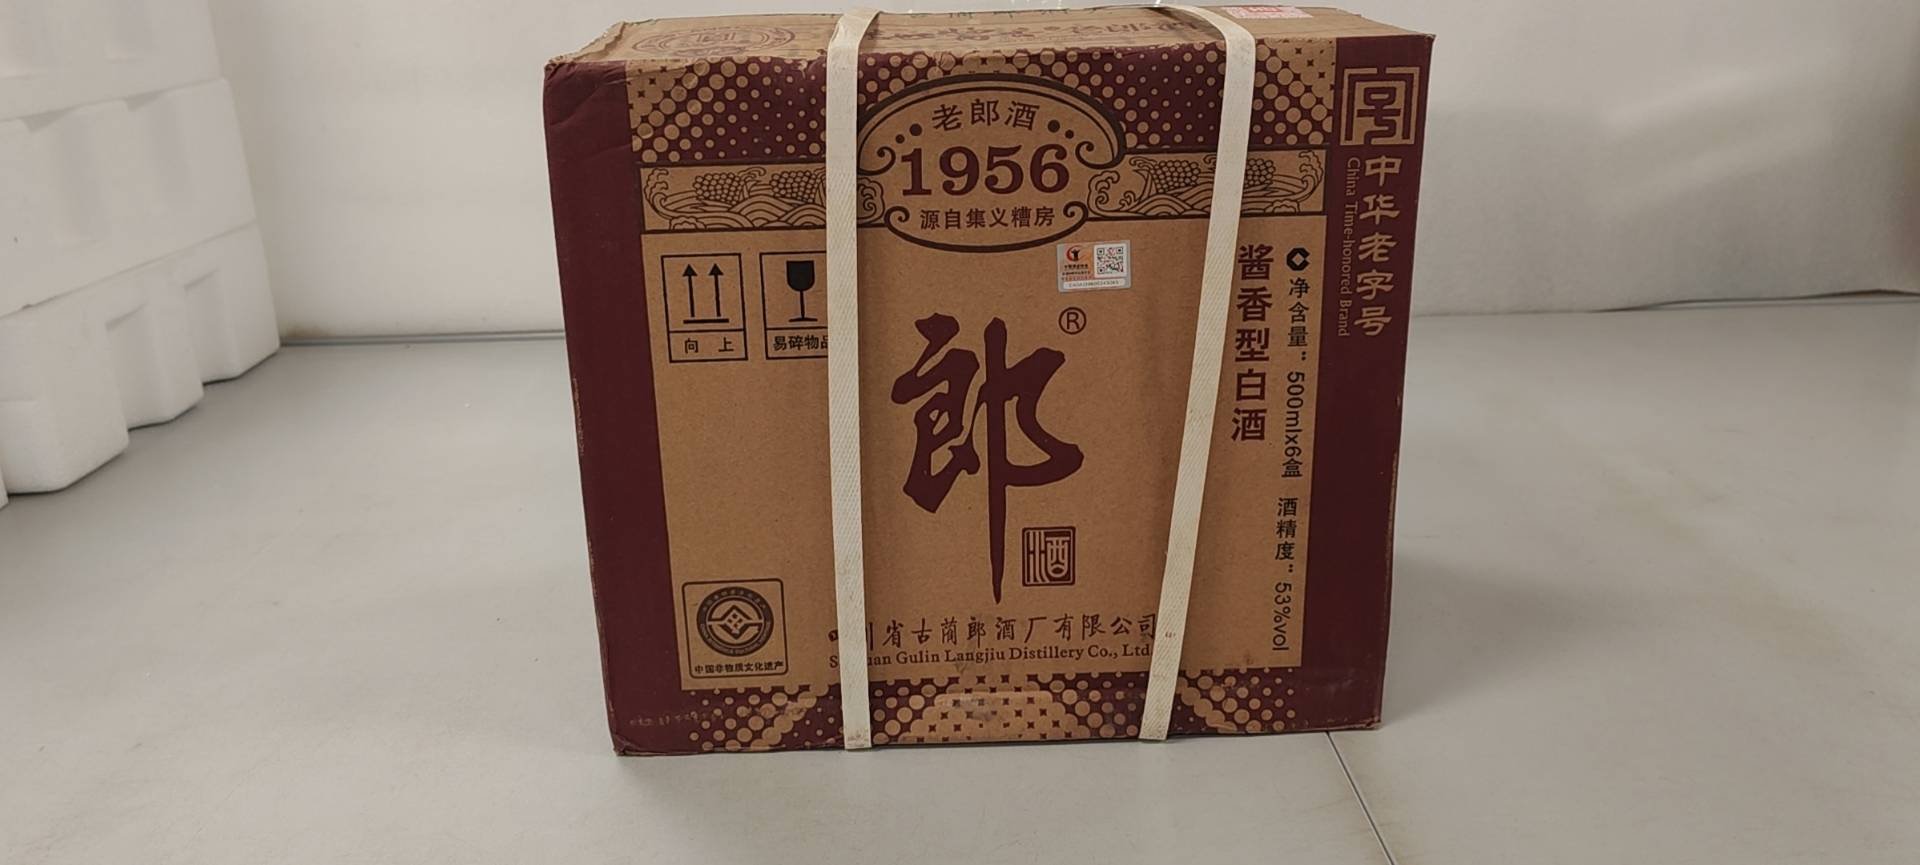 老郎酒
1956
源自集义糟房
向 上
易碎物品
郎
®
酒
酱香型白酒
净含量: 500mlx6盒 酒精度: 53%vol
中华老字号
China Time-honored Brand
中国非物质文化遗产
川省古蔺郎酒厂有限公司
Gulin Langjiu Distillery Co., Ltd.